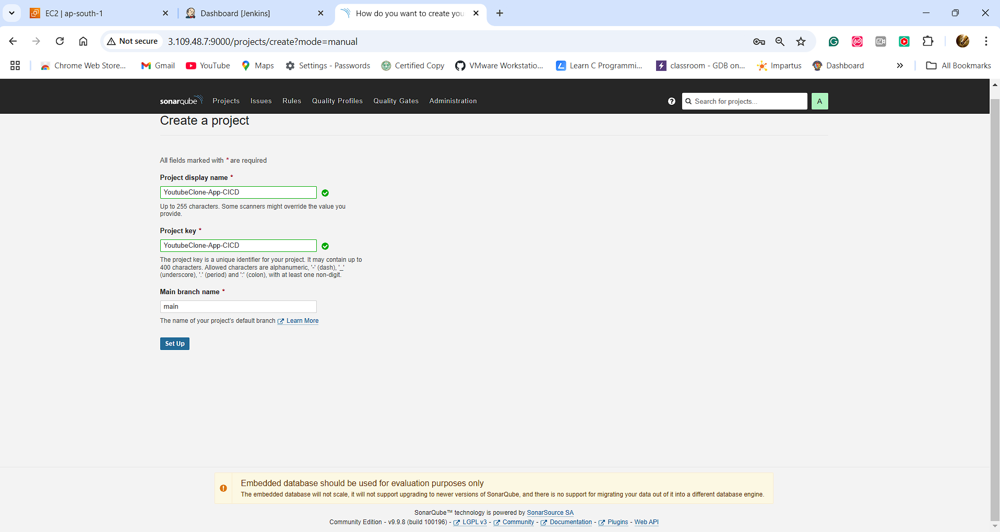 EC2 | ap-south-1
Dashboard [Jenkins]
How do you want to create you
Not secure
3.109.48.7:9000/projects/create?mode=manual
Chrome Web Store...
Gmail
YouTube
Maps
Settings - Passwords
Certified Copy
VMware Workstatio...
Learn C Programmi...
classroom - GDB on...
Impartus
Dashboard
All Bookmarks
sonarqube
Projects
Issues
Rules
Quality Profiles
Quality Gates
Administration
Search for projects...
A
Create a project
All fields marked with * are required
Project display name *
YoutubeClone-App-CICD
Up to 255 characters. Some scanners might override the value you
provide.
Project key *
YoutubeClone-App-CICD
The project key is a unique identifier for your project. It may contain up to
400 characters. Allowed characters are alphanumeric, '-' (dash), '_'
(underscore), '.' (period) and ':' (colon), with at least one non-digit.
Main branch name *
main
The name of your project's default branch Learn More
Set Up
Embedded database should be used for evaluation purposes only
The embedded database will not scale, it will not support upgrading to newer versions of SonarQube, and there is no support for migrating your data out of it into a different database engine.
SonarQube™ technology is powered by SonarSource SA
Community Edition - v9.9.8 (build 100196) - LGPL v3 - Community - Documentation - Plugins - Web API